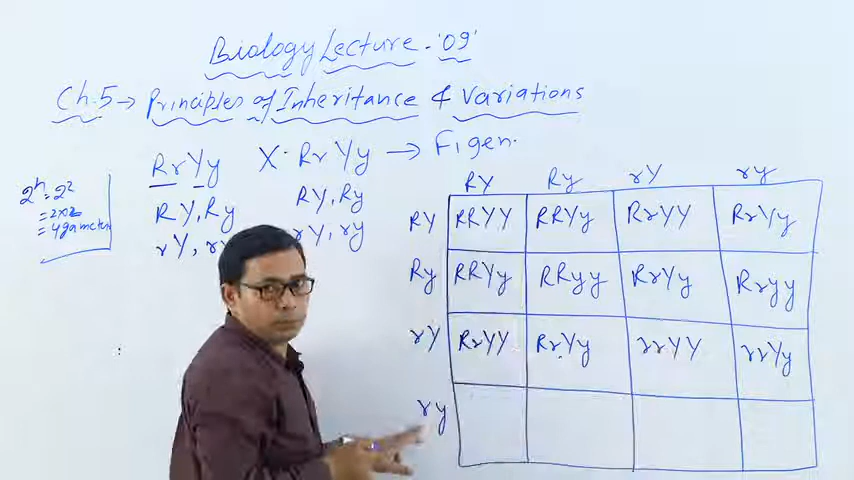 Biology Lecture - '09'
Ch. 5 → Principles of Inheritance & Variations
RrYy X RrYy → F1 gen.
2ⁿ = 2²
= 2x2
= 4 gametes
RY, Ry
rY,
RY, Ry
rY, ry
RY Ry rY ry
RY RRYY RRYy RrYY RrYy
Ry RRYy RRyy RrYy Rryy
rY RrYY RrYy rrYY rrYy
ry